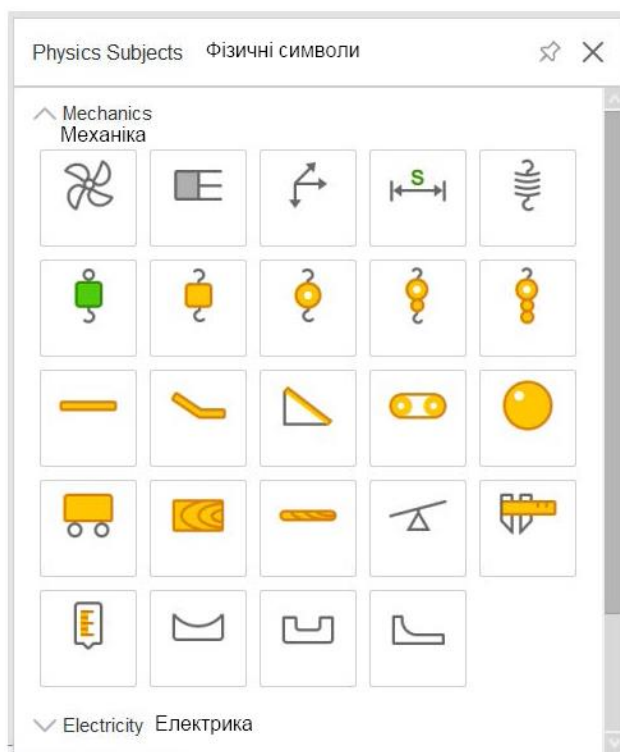 Physics Subjects Фізичні символи
Mechanics
Механіка
S
Electricity Електрика